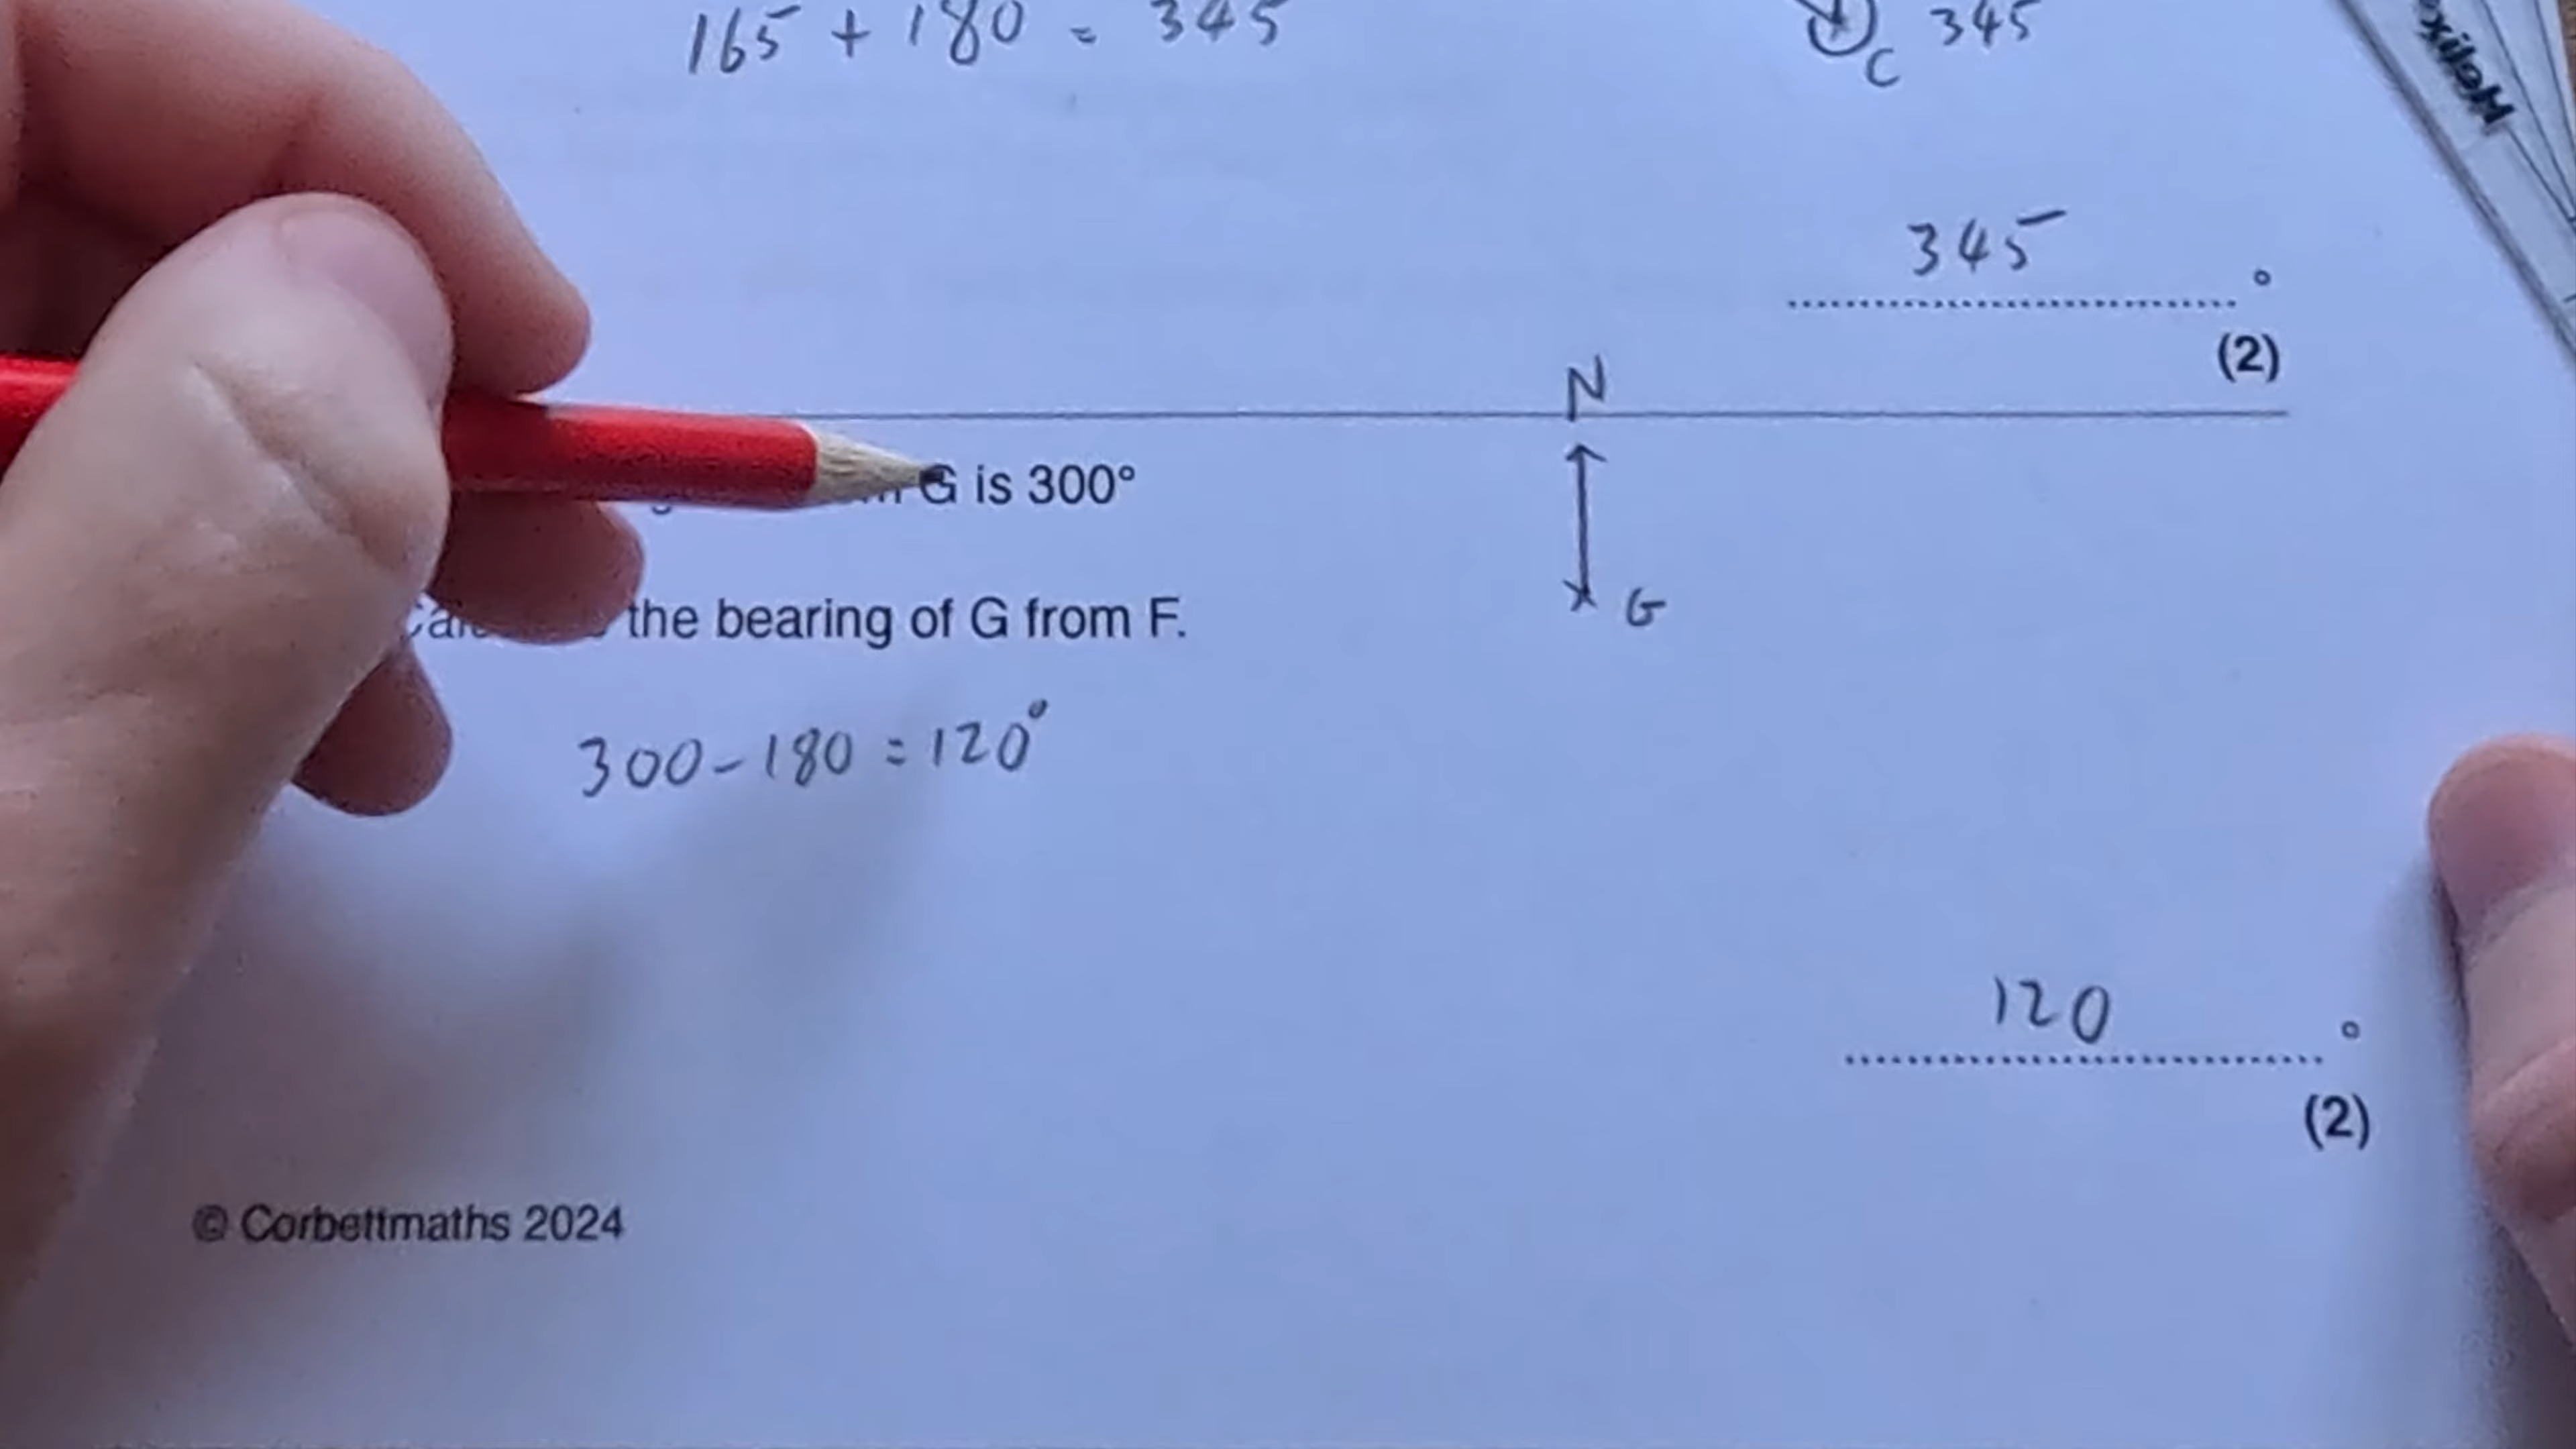 165 + 180 = 345
C 345
Helix
345 °
(2)
N
G is 300°
G
the bearing of G from F.
300 - 180 = 120°
120 °
(2)
© Corbettmaths 2024